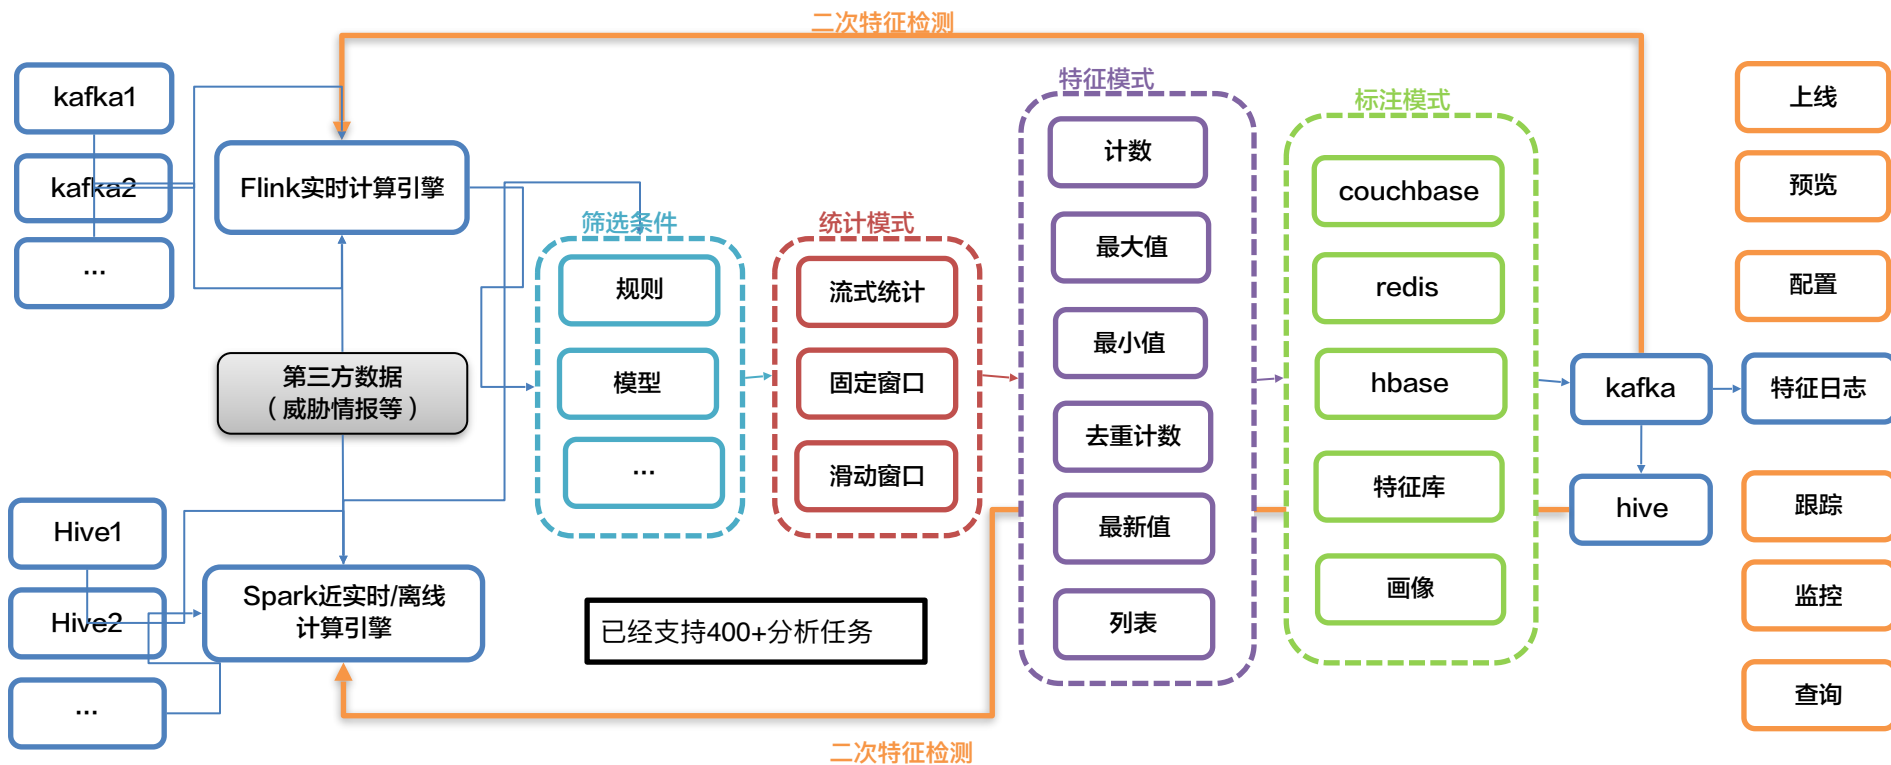 二次特征检测
kafka1
kafka2
...
Flink实时计算引擎
第三方数据
（威胁情报等）
Hive1
Hive2
...
Spark近实时/离线
计算引擎
筛选条件
规则
模型
...
统计模式
流式统计
固定窗口
滑动窗口
已经支持400+分析任务
特征模式
计数
最大值
最小值
去重计数
最新值
列表
标注模式
couchbase
redis
hbase
特征库
画像
kafka
特征日志
hive
上线
预览
配置
跟踪
监控
查询
二次特征检测